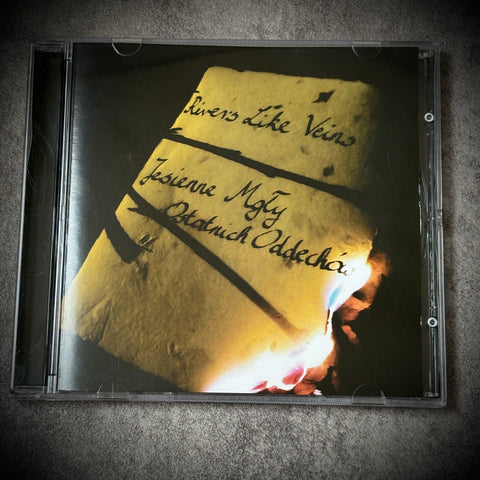 Rivers Like Veins
Jesienne Mgły
Ostatnich Oddechów